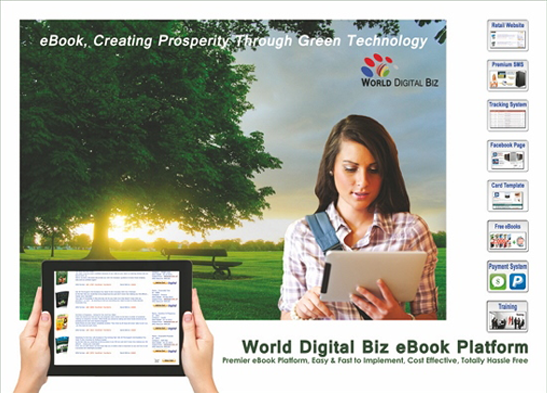 eBook, Creating Prosperity Through Green Technology
WORLD DIGITAL BIZ
Retail Website
Premium SMS
Tracking System
Facebook Page
Card Template
Free eBooks
Payment System
$ P
Training
World Digital Biz eBook Platform
Premier eBook Platform, Easy & Fast to Implement, Cost Effective, Totally Hassle Free